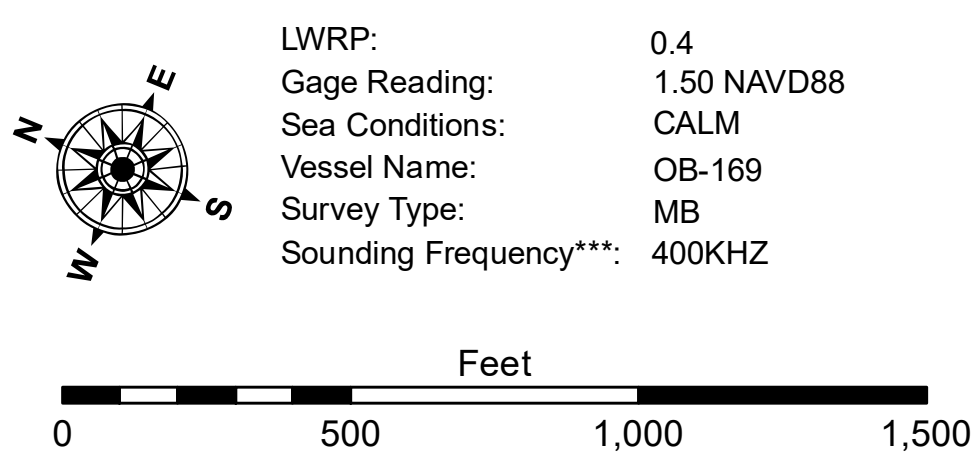 N
E
S
W
LWRP: 0.4
Gage Reading: 1.50 NAVD88
Sea Conditions: CALM
Vessel Name: OB-169
Survey Type: MB
Sounding Frequency***: 400KHZ
Feet
0 500 1,000 1,500